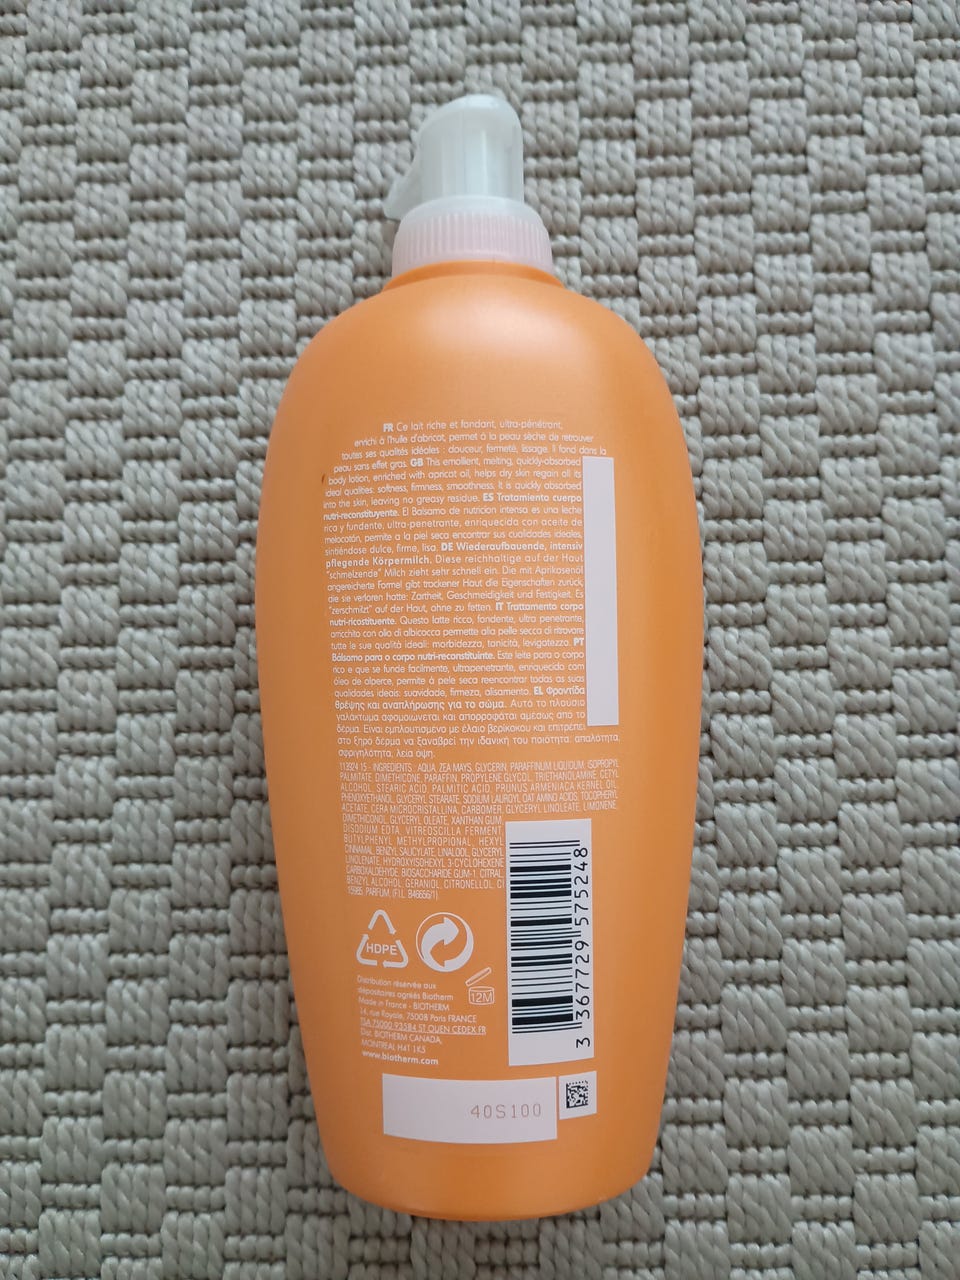 FR Ce lait riche et fondant, ultra-pénétrant,
enrichi à l'huile d'abricot, permet à la peau sèche de retrouver
toutes ses qualités idéales : douceur, fermeté, lissage. Il fond dans la
peau sans effet gras. GB This emollient, melting, quickly-absorbed
body lotion, enriched with apricot oil, helps dry skin regain all its
ideal qualities: softness, firmness, smoothness. It is quickly absorbed
into the skin, leaving no greasy residue. ES Tratamiento cuerpo
nutri-reconstituyente. El Balsamo de nutricion intensa es una leche
rica y fundente, ultra-penetrante, enriquecida con aceite de
melocotón, permite a la piel seca encontrar sus cualidades ideales,
sintiéndose dulce, firme, lisa. DE Wiederaufbauende, intensiv
pflegende Körpermilch. Diese reichhaltige auf der Haut
"schmelzende" Milch zieht sehr schnell ein. Die mit Aprikosenöl
angereicherte Formel gibt trockener Haut die Eigenschaften zurück,
die sie verloren hatte: Zartheit, Geschmeidigkeit und Festigkeit. Es
"zerschmilzt" auf der Haut, ohne zu fetten. IT Trattamento corpo
nutri-ricostituente. Questo latte ricco, fondente, ultra penetrante,
arricchito con olio di albicocca permette alla pelle secca di ritrovare
tutte le sue qualità ideali: morbidezza, tonicità, levigatezza. PT
Bálsamo para o corpo nutri-reconstituinte. Este leite para o corpo
rico e que se funde facilmente, ultrapenetrante, enriquecido com
óleo de alperce, permite à pele seca reencontrar todas as suas
qualidades ideais: suavidade, firmeza, alisamento. EL Φροντίδα
θρέψης και αναπλήρωσης για το σώμα. Αυτό το πλούσιο
γαλάκτωμα αφομοιώνεται και απορροφάται αμέσως από το
δέρμα. Είναι εμπλουτισμένο με έλαιο βερίκοκου και επιτρέπει
στο ξηρό δέρμα να ξαναβρεί την ιδανική του ποιότητα: απαλότητα,
σφριγηλότητα, λεία όψη.
113924 15 - INGREDIENTS : AQUA, ZEA MAYS, GLYCERIN, PARAFFINUM LIQUIDUM, ISOPROPYL
PALMITATE, DIMETHICONE, PARAFFIN, PROPYLENE GLYCOL, TRIETHANOLAMINE, CETYL
ALCOHOL, STEARIC ACID, PALMITIC ACID, PRUNUS ARMENIACA KERNEL OIL,
PHENOXYETHANOL, GLYCERYL STEARATE, SODIUM LAUROYL OAT AMINO ACIDS, TOCOPHERYL
ACETATE, CERA MICROCRISTALLINA, CARBOMER, GLYCERYL LINOLEATE, LIMONENE,
DIMETHICONOL, GLYCERYL OLEATE, XANTHAN GUM
DISODIUM EDTA, VITREOSCILLA FERMENT,
BUTYLPHENYL METHYLPROPIONAL, HEXYL
CINNAMAL, BENZYL SALICYLATE, LINALOOL, GLYCERYL
LINOLENATE, HYDROXYISOHEXYL 3-CYCLOHEXENE
CARBOXALDEHYDE, BIOSACCHARIDE GUM-1, CITRAL,
BENZYL ALCOHOL, GERANIOL, CITRONELLOL, CI
15985, PARFUM, (F.I.L. B46656/1)
HDPE
12M
Distribution réservée aux
dépositaires agréés Biotherm
Made in France - BIOTHERM
14, rue Royale, 75008 Paris FRANCE
TSA 75000 93584 ST OUEN CEDEX FR
Dist. BIOTHERM CANADA,
MONTREAL H4T 1K5
www.biotherm.com
3 367729 575248
40S100